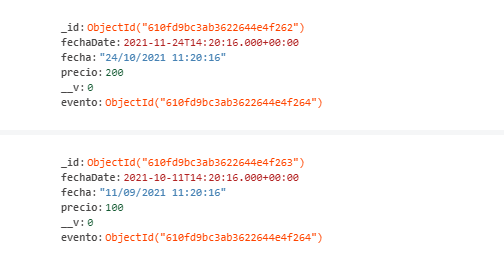 _id: ObjectId("610fd9bc3ab3622644e4f262")
fechaDate: 2021-11-24T14:20:16.000+00:00
fecha: "24/10/2021 11:20:16"
precio: 200
__v: 0
evento: ObjectId("610fd9bc3ab3622644e4f264")
_id: ObjectId("610fd9bc3ab3622644e4f263")
fechaDate: 2021-10-11T14:20:16.000+00:00
fecha: "11/09/2021 11:20:16"
precio: 100
__v: 0
evento: ObjectId("610fd9bc3ab3622644e4f264")